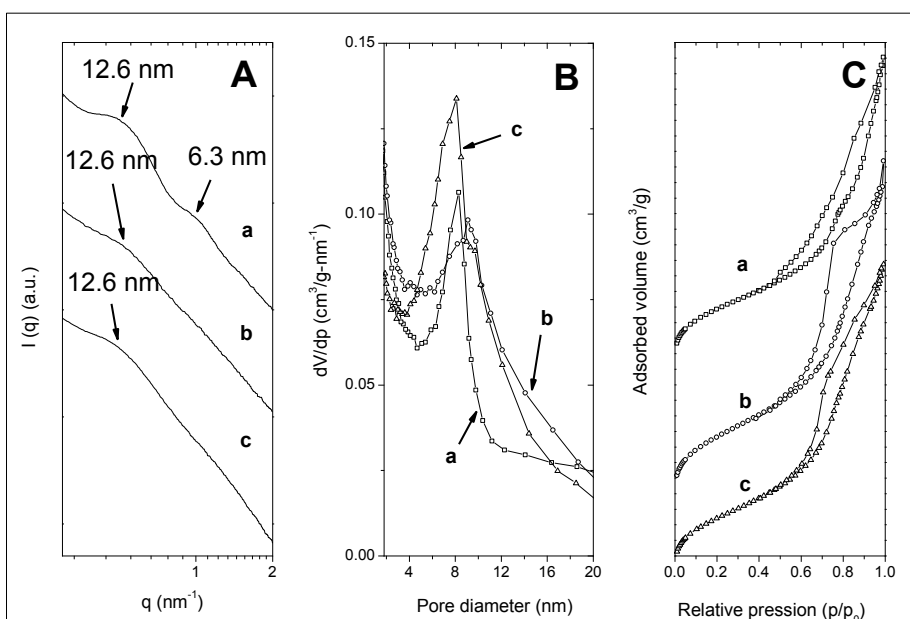 A
12.6 nm
12.6 nm
6.3 nm
12.6 nm
a
b
c
I (q) (a.u.)
1
2
q (nm⁻¹)
B
0.15
0.10
0.05
0.00
dV/dp (cm³/g-nm⁻¹)
c
b
a
4 8 12 16 20
Pore diameter (nm)
C
Adsorbed volume (cm³/g)
a
b
c
0.0 0.2 0.4 0.6 0.8 1.0
Relative pression (p/p₀)